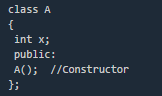 class A
{
 int x;
 public:
 A();  //Constructor
};